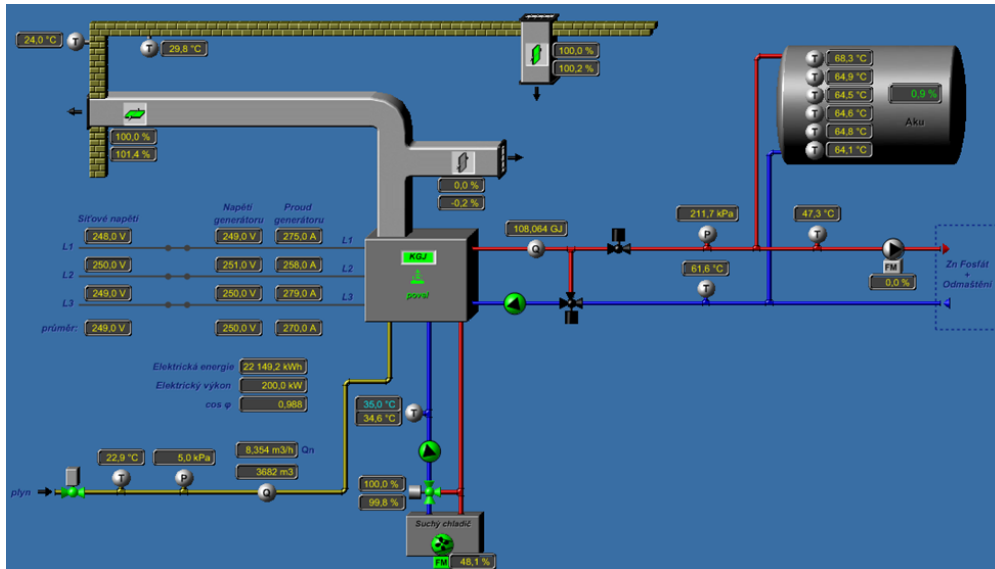 24,0 °C
T
T
29,8 °C
100,0 %
100,2 %
T
68,3 °C
T
64,9 °C
T
64,5 °C
T
64,6 °C
T
64,8 °C
T
64,1 °C
0,9 %
Aku
100,0 %
101,4 %
0,0 %
-0,2 %
Síťové napětí
Napětí
generátoru
Proud
generátoru
L1
248,0 V
249,0 V
275,0 A
L1
L2
250,0 V
251,0 V
258,0 A
L2
L3
249,0 V
250,0 V
279,0 A
L3
průměr:
249,0 V
250,0 V
270,0 A
KGJ
povel
108,064 GJ
Q
211,7 kPa
P
47,3 °C
T
61,6 °C
T
FM
0,0 %
Zn Fosfát
+
Odmaštění
Elektrická energie
22 149,2 kWh
Elektrický výkon
200,0 kW
cos φ
0,988
35,0 °C
34,6 °C
T
22,9 °C
T
5,0 kPa
P
8,354 m3/h
Qn
3682 m3
Q
plyn
100,0 %
99,8 %
Suchý chladič
FM
48,1 %